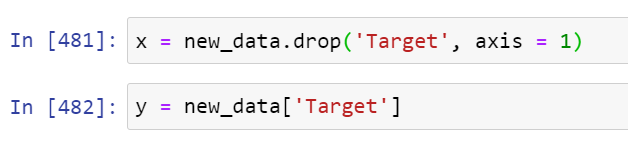 In [481]: x = new_data.drop('Target', axis = 1)
In [482]: y = new_data['Target']